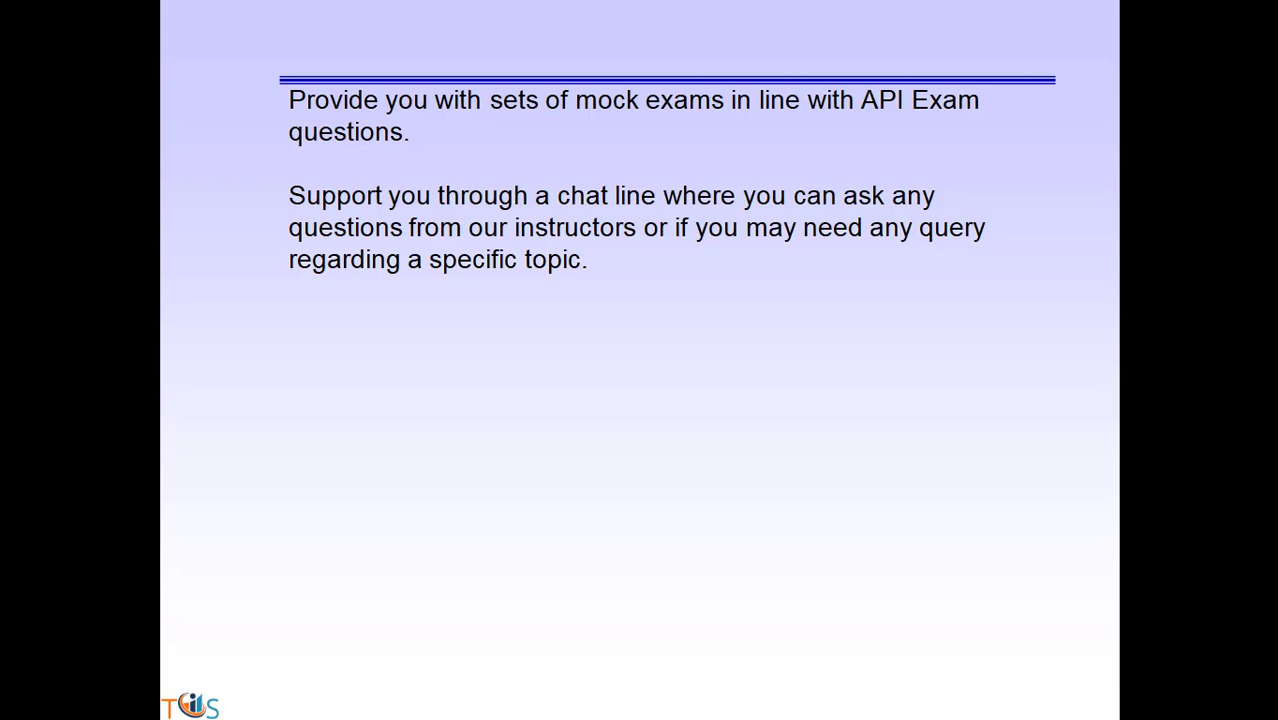 Provide you with sets of mock exams in line with API Exam
questions.
Support you through a chat line where you can ask any
questions from our instructors or if you may need any query
regarding a specific topic.